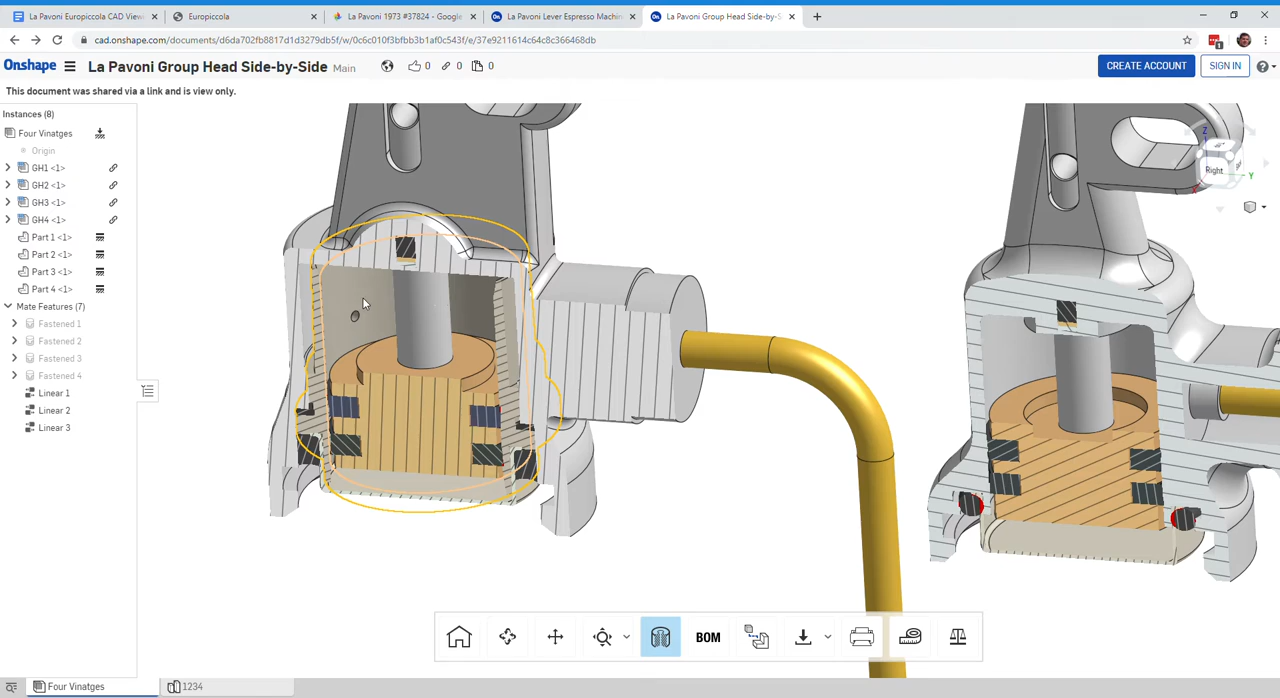 La Pavoni Europiccola CAD View
Europiccola
La Pavoni 1973 #37824 - Google
La Pavoni Lever Espresso Machin
La Pavoni Group Head Side-by-S
cad.onshape.com/documents/d6da702fb8817d1d3279db5f/w/0c6c010f3bfbb3b1af0c543f/e/37e9211614c64c8c366468db
1
Onshape
La Pavoni Group Head Side-by-Side Main
0
0
0
CREATE ACCOUNT
SIGN IN
This document was shared via a link and is view only.
Instances (8)
Four Vinatges
Origin
GH1 <1>
GH2 <1>
GH3 <1>
GH4 <1>
Part 1 <1>
Part 2 <1>
Part 3 <1>
Part 4 <1>
Mate Features (7)
Fastened 1
Fastened 2
Fastened 3
Fastened 4
Linear 1
Linear 2
Linear 3
Z
Right
Y
X
BOM
Four Vinatges
1234